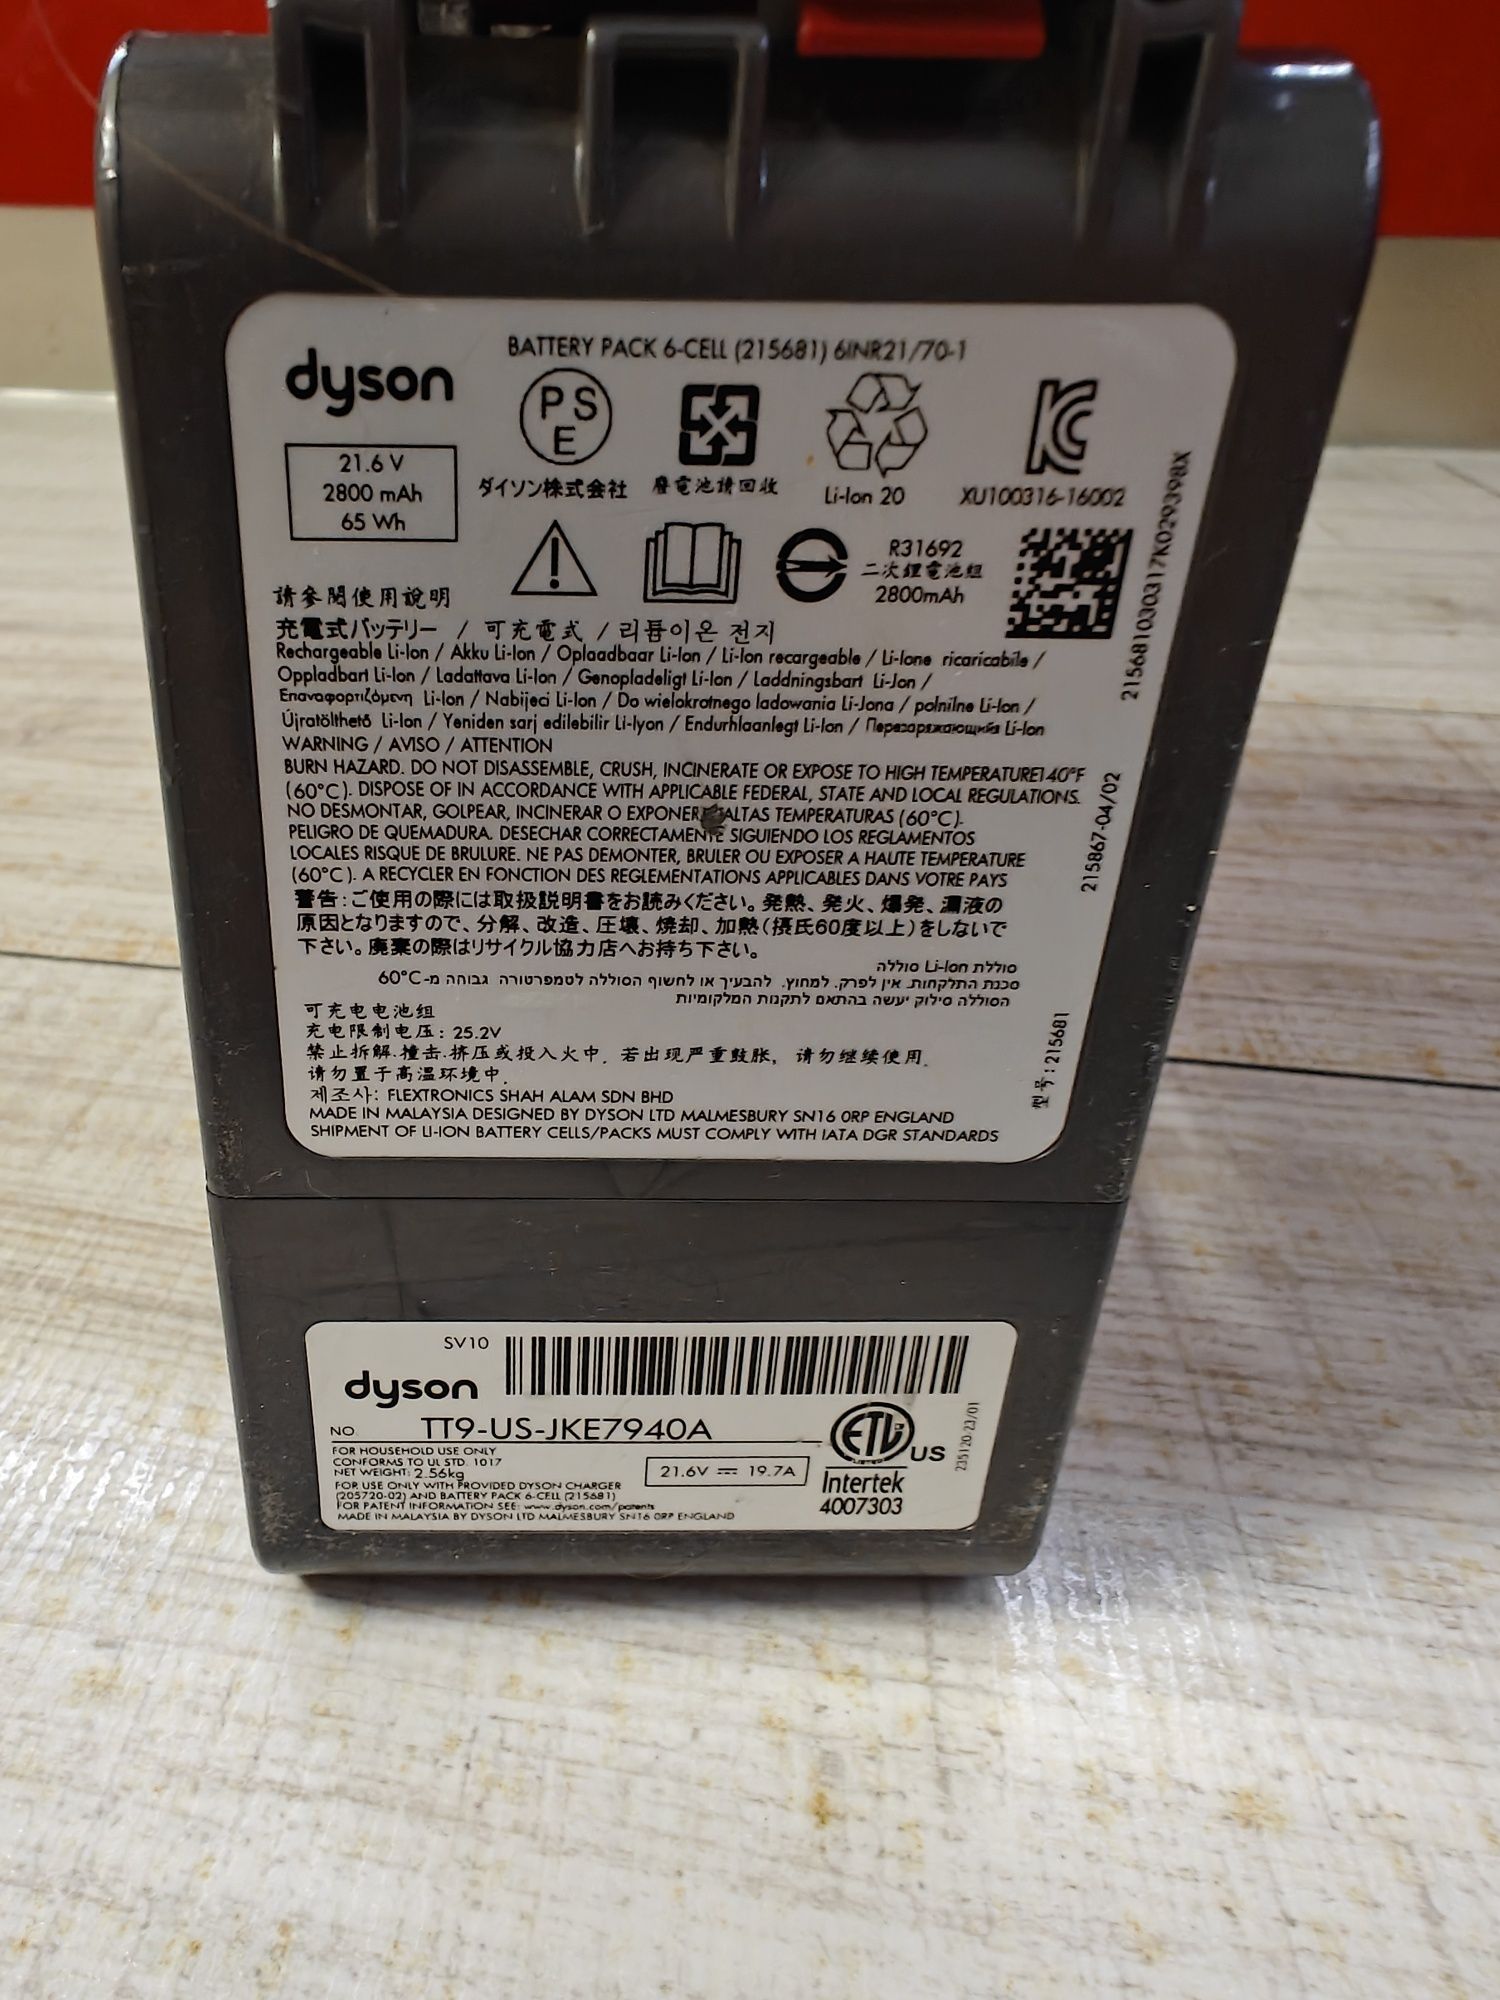 BATTERY PACK 6-CELL (215681) 6INR21/70-1
dyson
21.6 V
2800 mAh
65 Wh
PS
E
ダイソン株式会社
廢電池請回收
Li-Ion 20
XU100316-16002
R31692
二次鋰電池組
2800mAh
215681030317K029398X
請參閱使用說明
充電式バッテリー / 可充電式 / 리튬이온 전지
Rechargeable Li-Ion / Akku Li-Ion / Oplaadbaar Li-Ion / Li-Ion recargeable / Li-Ione ricaricabile /
Oppladbart Li-Ion / Ladattava Li-Ion / Genopladeligt Li-Ion / Laddningsbart Li-Jon /
Επαναφορτιζόμενη Li-Ion / Nabijecí Li-Ion / Do wielokrotnego ladowania Li-Jona / polnilne Li-Ion /
Újratölthető Li-Ion / Yeniden sarj edilebilir Li-Iyon / Endurhlaanlegt Li-Ion / Перезаряжающийся Li-Ion
WARNING / AVISO / ATTENTION
BURN HAZARD. DO NOT DISASSEMBLE, CRUSH, INCINERATE OR EXPOSE TO HIGH TEMPERATURE140°F
(60°C). DISPOSE OF IN ACCORDANCE WITH APPLICABLE FEDERAL, STATE AND LOCAL REGULATIONS.
NO DESMONTAR, GOLPEAR, INCINERAR O EXPONER ALTAS TEMPERATURAS (60°C).
PELIGRO DE QUEMADURA. DESECHAR CORRECTAMENTE SIGUIENDO LOS REGLAMENTOS
LOCALES RISQUE DE BRULURE. NE PAS DEMONTER, BRULER OU EXPOSER A HAUTE TEMPERATURE
(60°C). A RECYCLER EN FONCTION DES REGLEMENTATIONS APPLICABLES DANS VOTRE PAYS
215867-04/02
警告：ご使用の際には取扱説明書をお読みください。発熱、発火、爆発、漏液の
原因となりますので、分解、改造、圧壊、焼却、加熱（摂氏60度以上）をしないで
下さい。廃棄の際はリサイクル協力店へお持ち下さい。
סוללת Li-Ion סוללה
סכנת התלקחות. אין לפרק, למחוץ, להבעיר או לחשוף הסוללה לטמפרטורה גבוהה מ-60°C
הסוללה סילוק יעשה בהתאם לתקנות המקומיות
可充电电池组
充电限制电压：25.2V
禁止拆解.撞击.挤压或投入火中. 若出现严重鼓胀, 请勿继续使用.
请勿置于高温环境中.
型号：215681
제조사: FLEXTRONICS SHAH ALAM SDN BHD
MADE IN MALAYSIA DESIGNED BY DYSON LTD MALMESBURY SN16 0RP ENGLAND
SHIPMENT OF LI-ION BATTERY CELLS/PACKS MUST COMPLY WITH IATA DGR STANDARDS
SV10
dyson
NO TT9-US-JKE7940A
FOR HOUSEHOLD USE ONLY
CONFORMS TO UL STD. 1017
NET WEIGHT: 2.56kg
FOR USE ONLY WITH PROVIDED DYSON CHARGER
(205720-02) AND BATTERY PACK 6-CELL (215681)
FOR PATENT INFORMATION SEE: www.dyson.com/patents
MADE IN MALAYSIA BY DYSON LTD MALMESBURY SN16 0RP ENGLAND
21.6V ⎓ 19.7A
ETL US
Intertek
4007303
235120-23/01